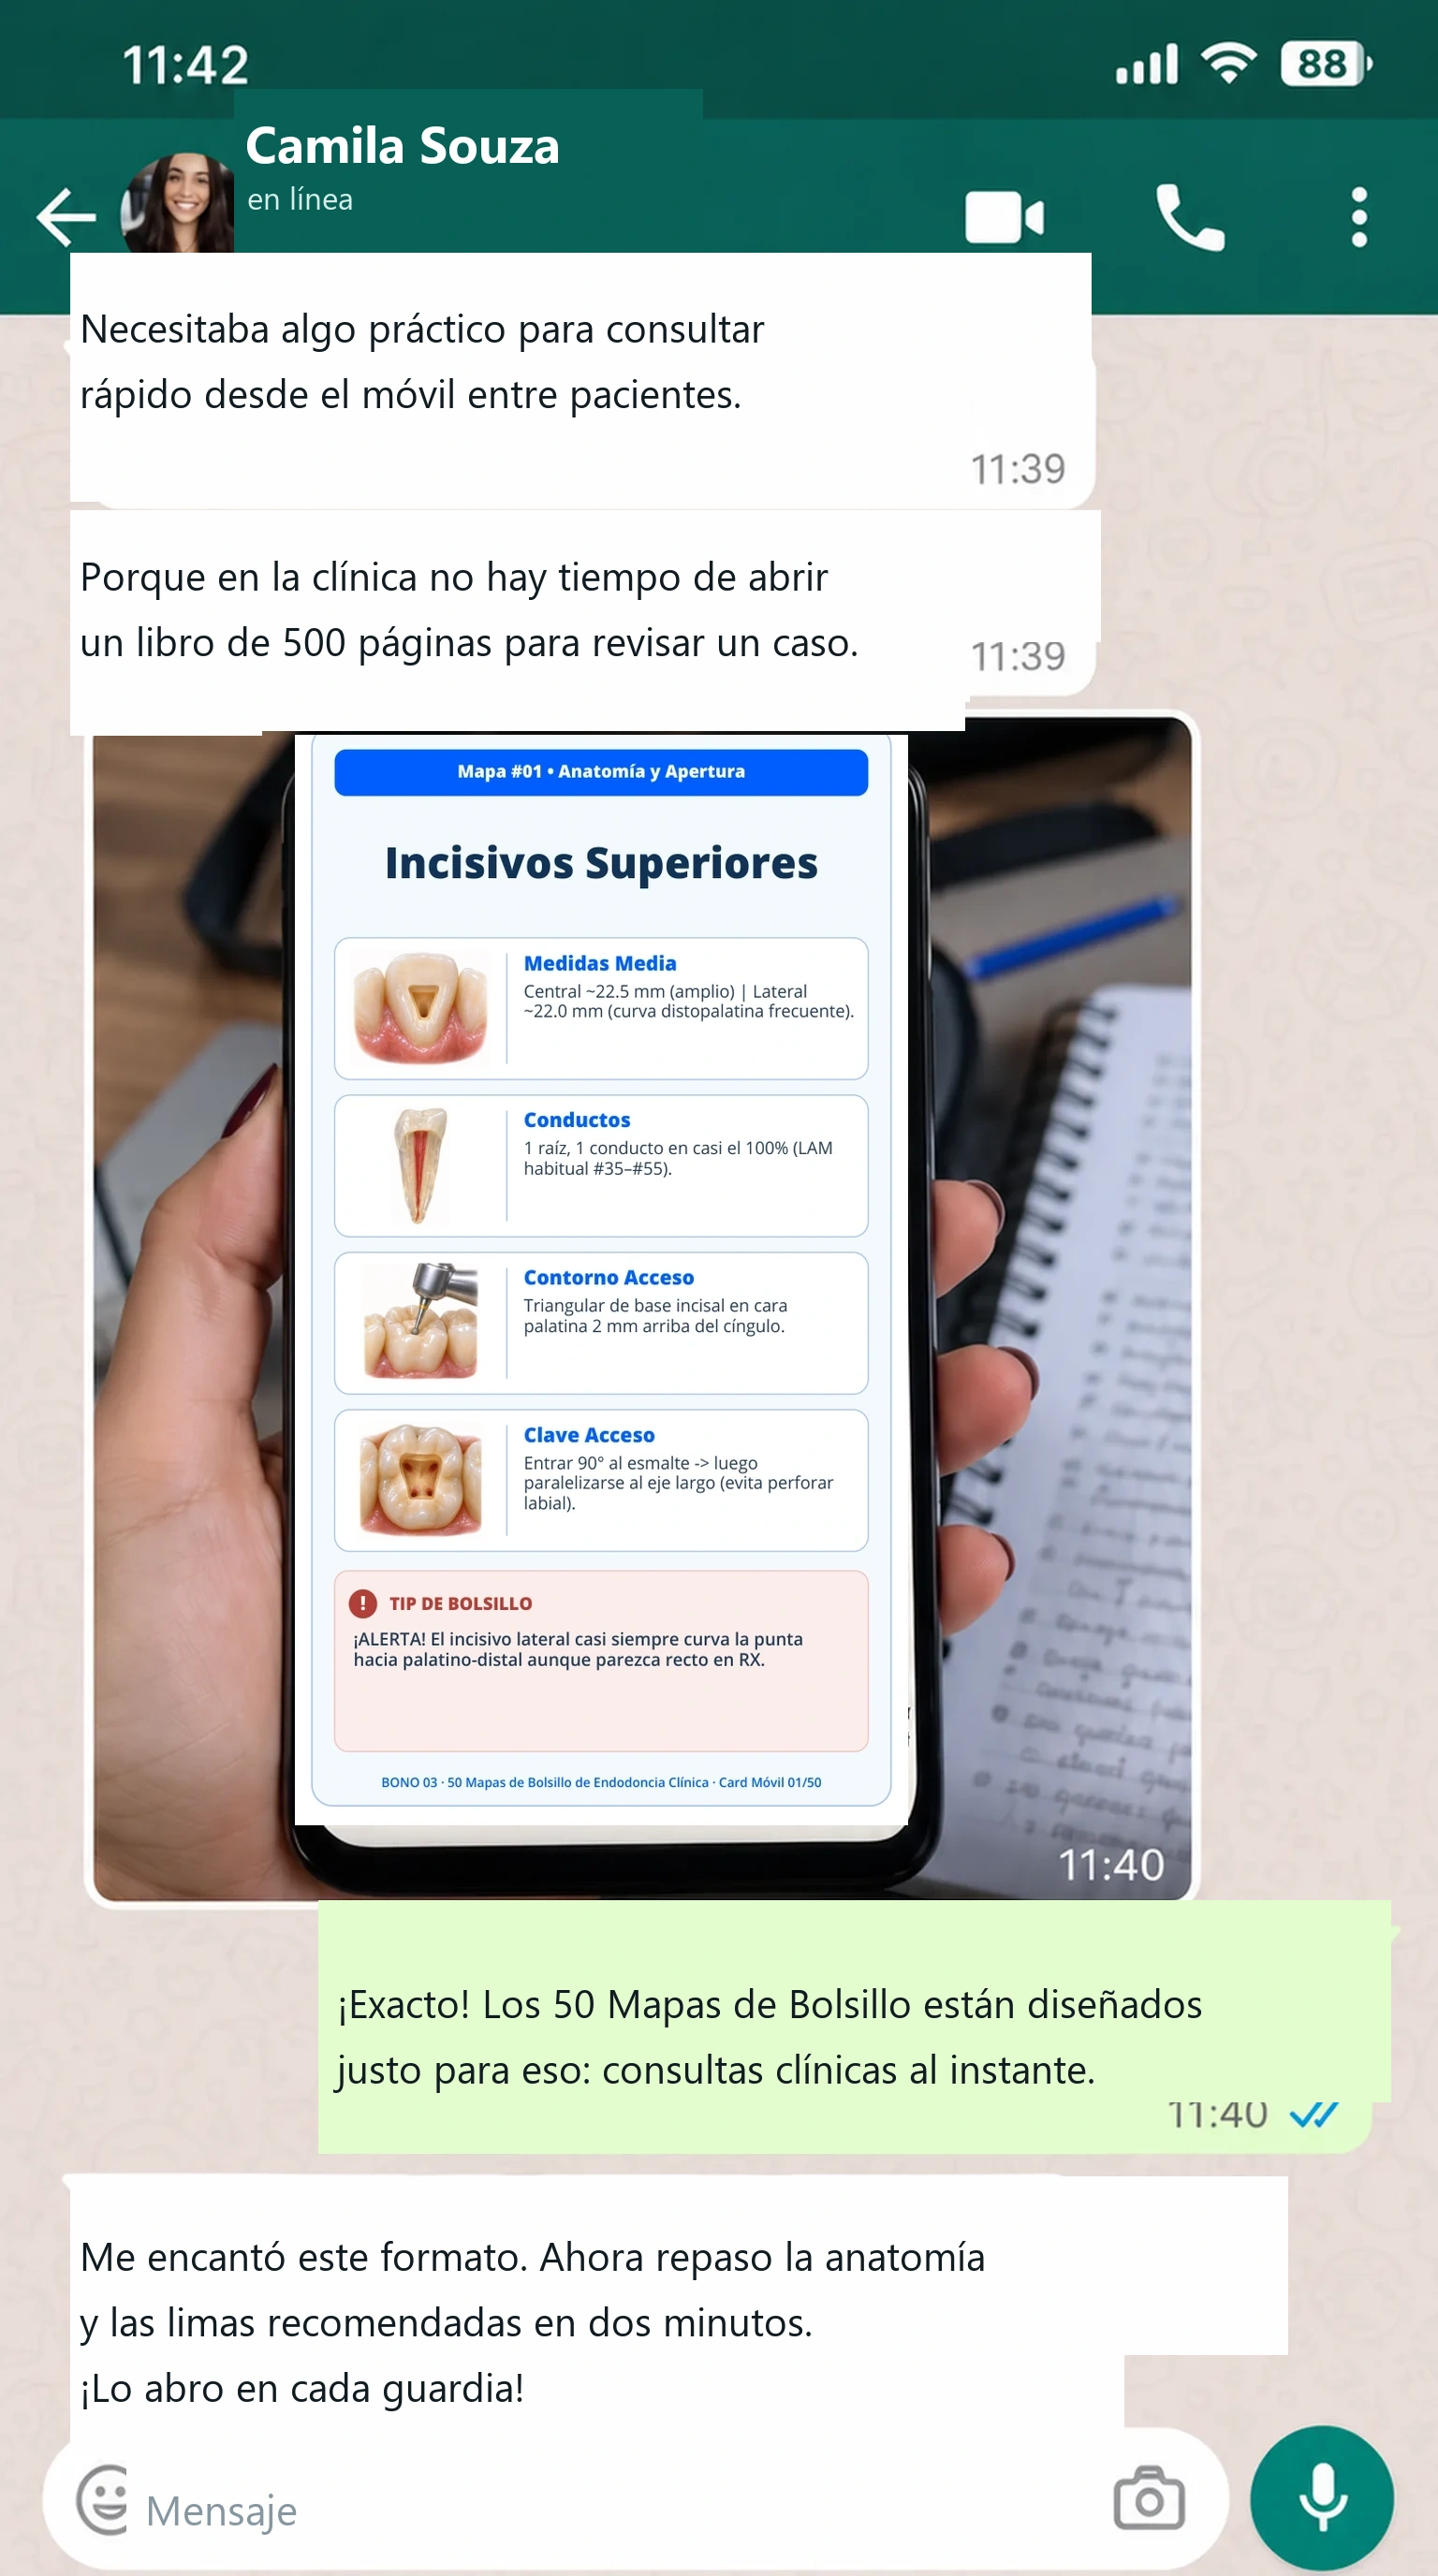 11:42
88
Camila Souza
en línea
Necesitaba algo práctico para consultar
rápido desde el móvil entre pacientes.
11:39
Porque en la clínica no hay tiempo de abrir
un libro de 500 páginas para revisar un caso.
11:39
Mapa #01 • Anatomía y Apertura
Incisivos Superiores
Medidas Media
Central ~22.5 mm (amplio) | Lateral
~22.0 mm (curva distopalatina frecuente).
Conductos
1 raíz, 1 conducto en casi el 100% (LAM
habitual #35–#55).
Contorno Acceso
Triangular de base incisal en cara
palatina 2 mm arriba del cíngulo.
Clave Acceso
Entrar 90° al esmalte -> luego
paralelizarse al eje largo (evita perforar
labial).
! TIP DE BOLSILLO
¡ALERTA! El incisivo lateral casi siempre curva la punta
hacia palatino-distal aunque parezca recto en RX.
BONO 03 · 50 Mapas de Bolsillo de Endodoncia Clínica · Card Móvil 01/50
11:40
¡Exacto! Los 50 Mapas de Bolsillo están diseñados
justo para eso: consultas clínicas al instante.
11:40
Me encantó este formato. Ahora repaso la anatomía
y las limas recomendadas en dos minutos.
¡Lo abro en cada guardia!
Mensaje